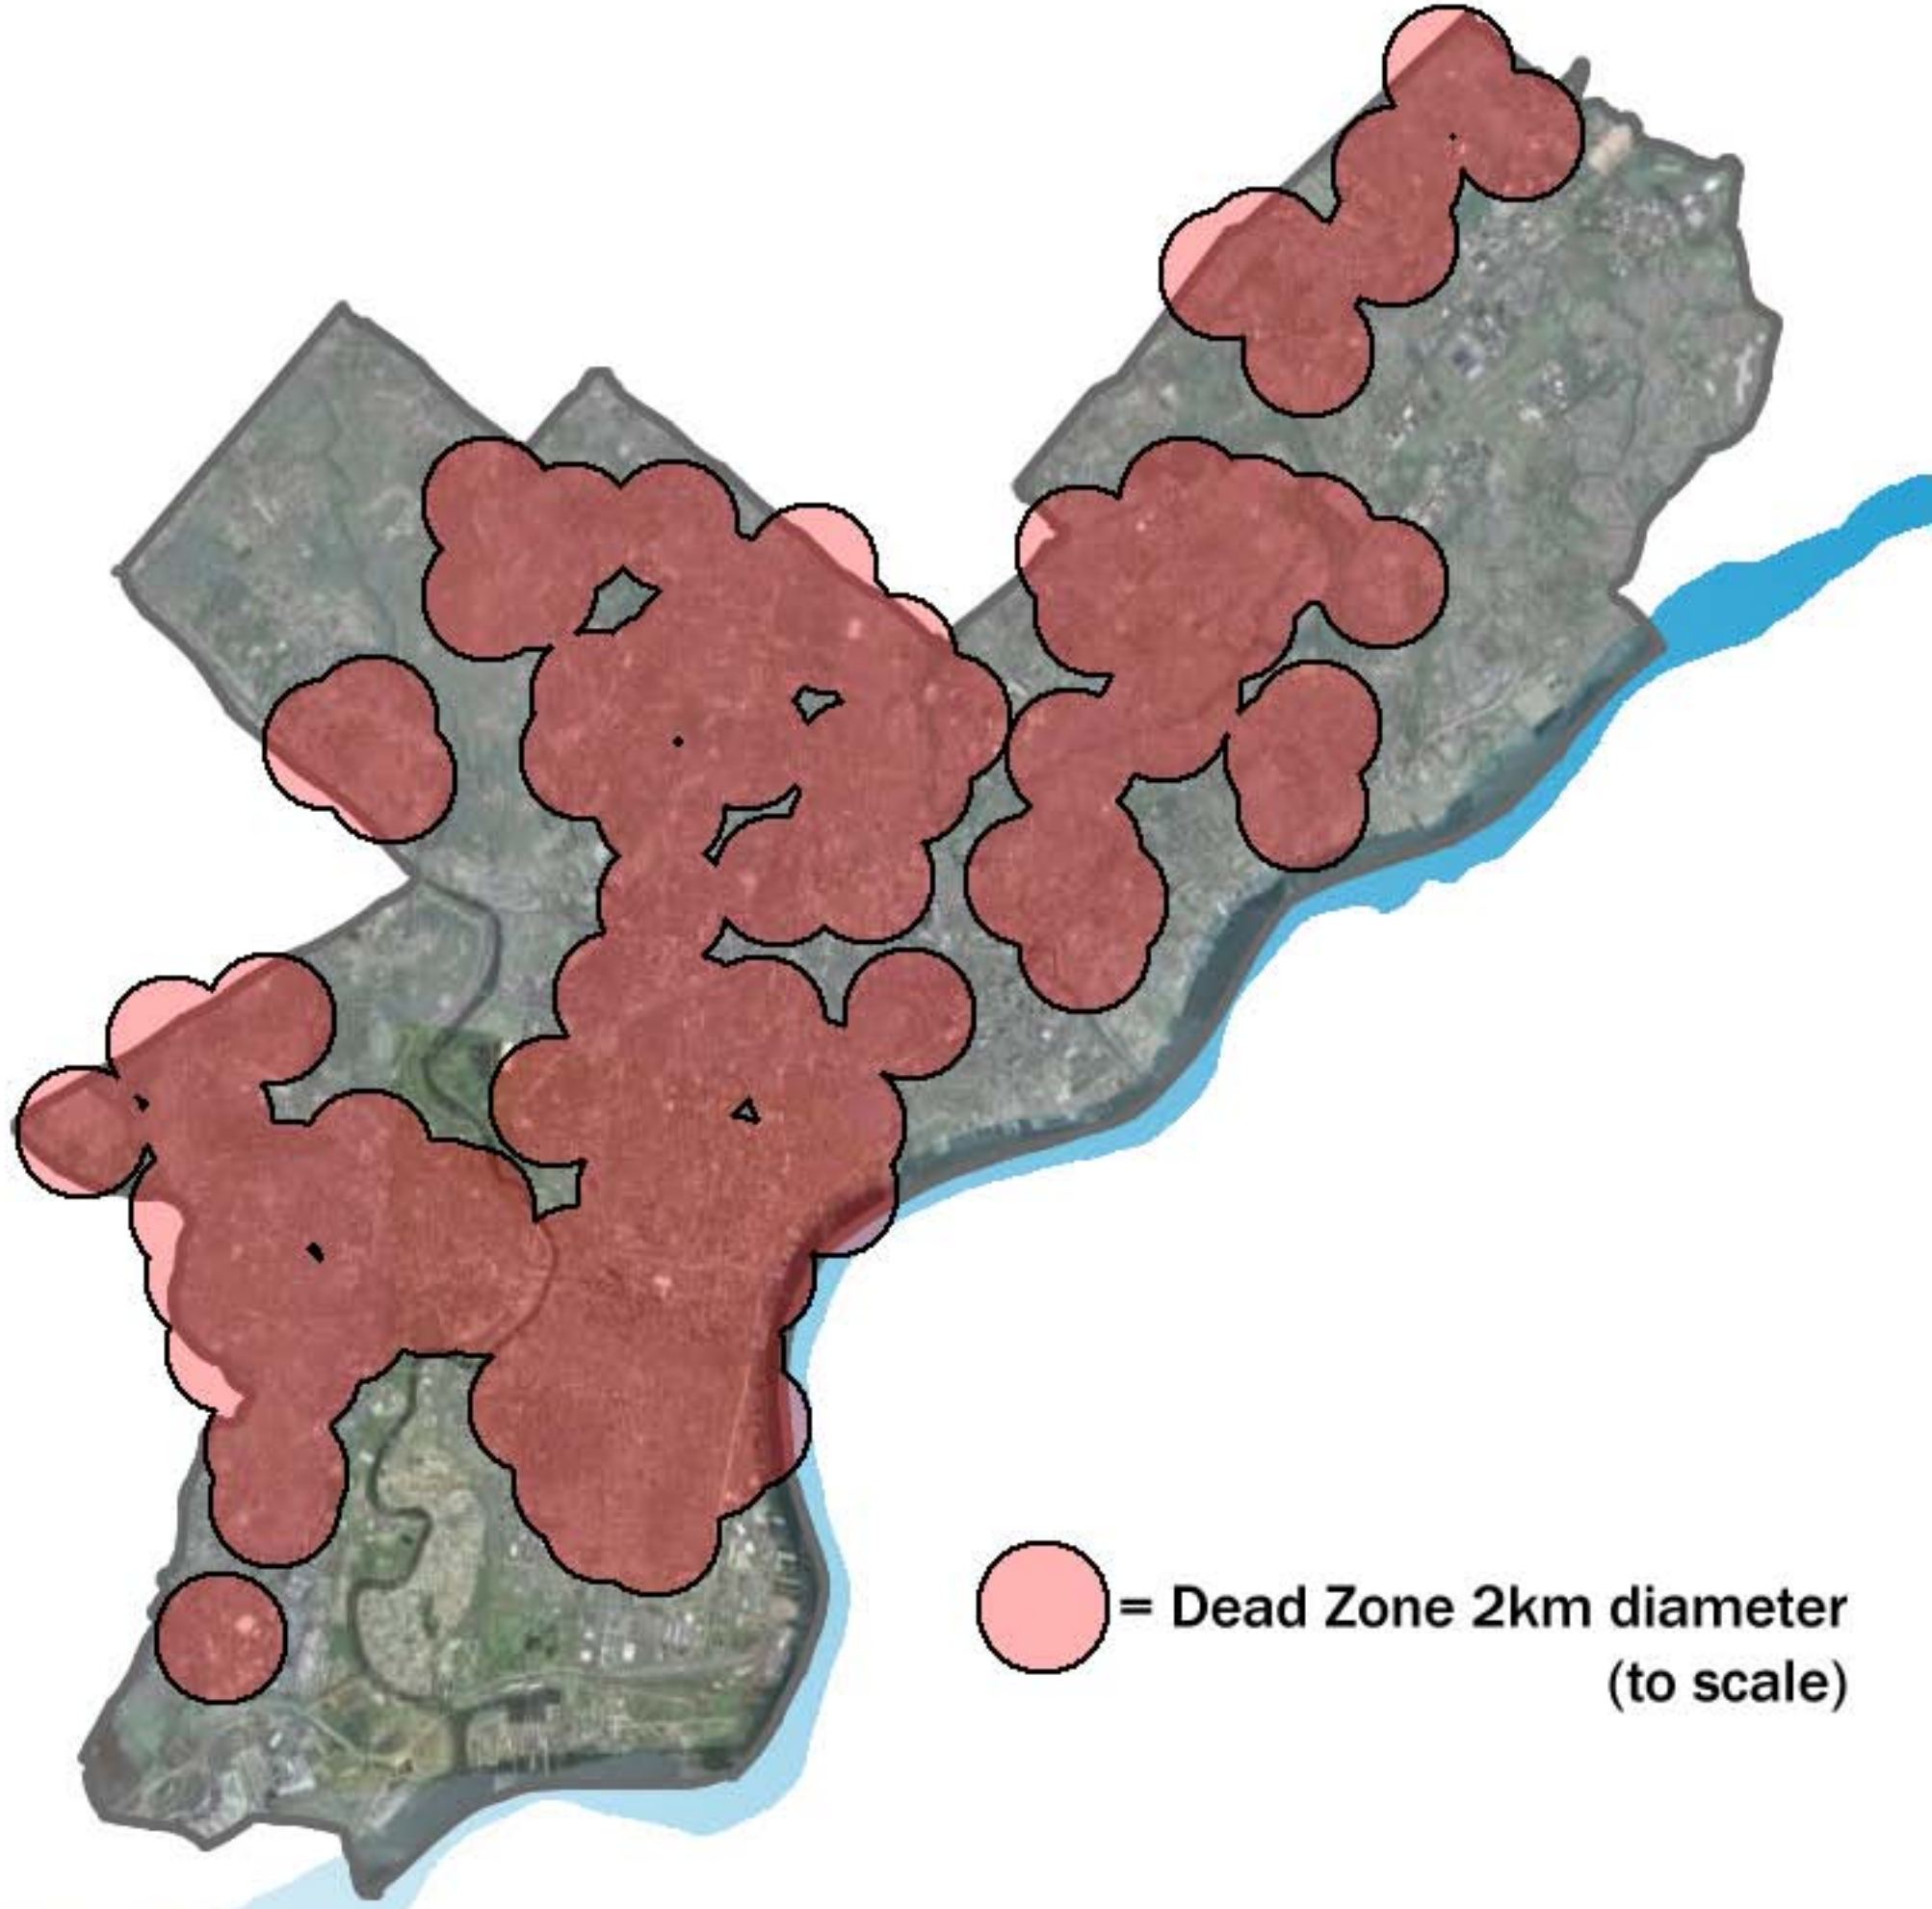 = Dead Zone 2km diameter
(to scale)